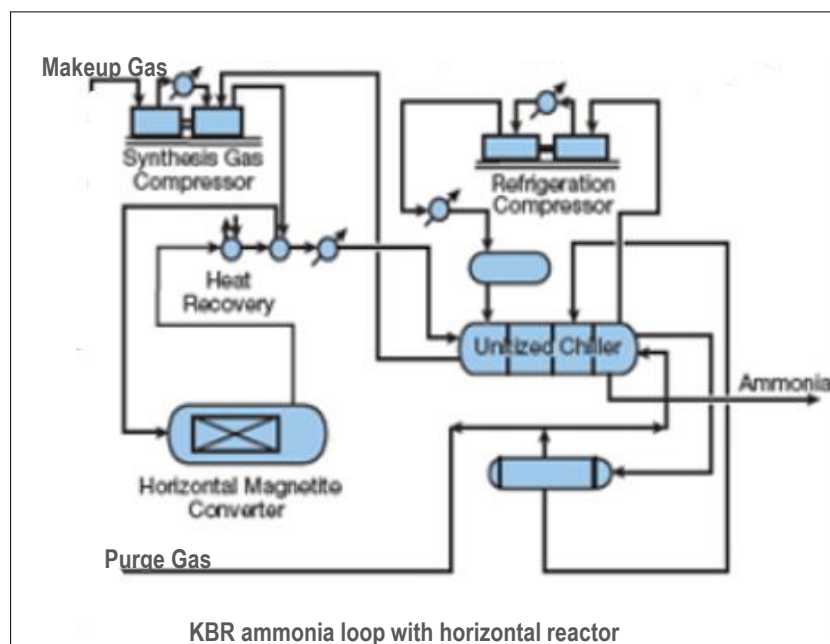 Makeup Gas
Synthesis Gas
Compressor
Refrigeration
Compressor
Heat
Recovery
Unitized Chiller
Ammonia
Horizontal Magnetite
Converter
Purge Gas
KBR ammonia loop with horizontal reactor